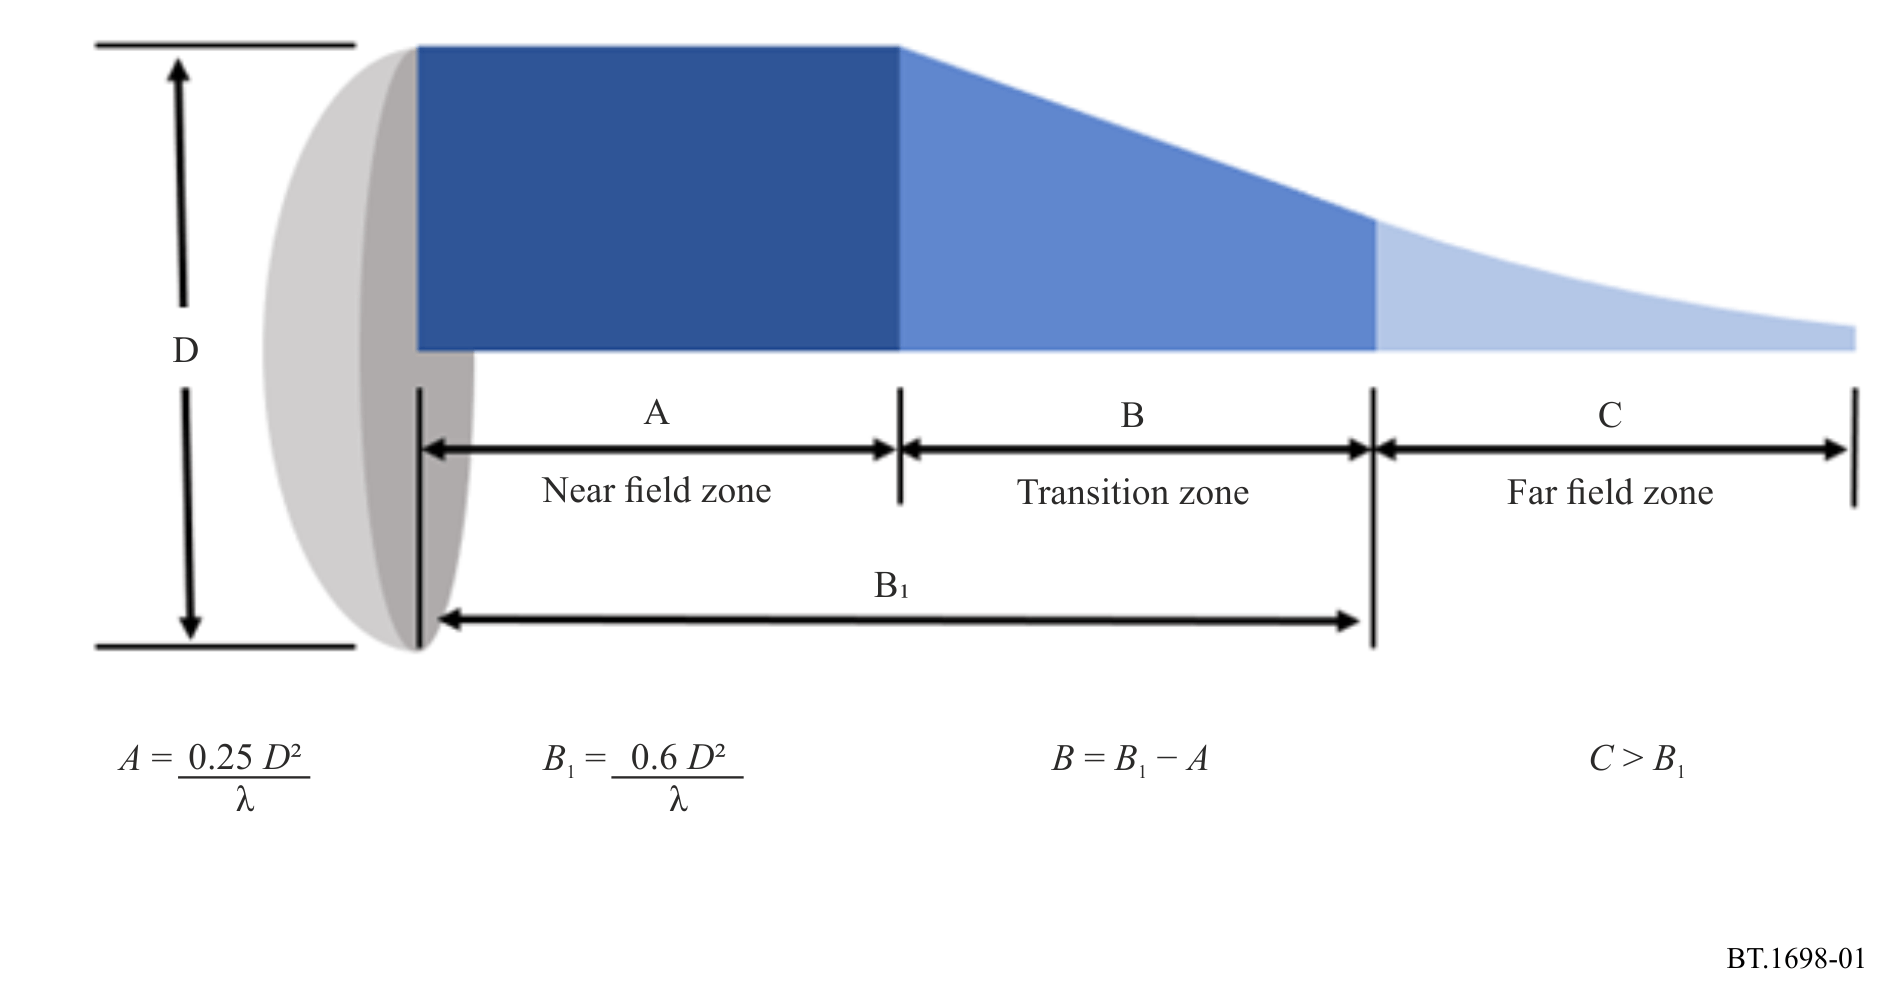 D
A
B
C
Near field zone
Transition zone
Far field zone
B₁
A = 0.25 D² / λ
B₁ = 0.6 D² / λ
B = B₁ − A
C > B₁
BT.1698-01